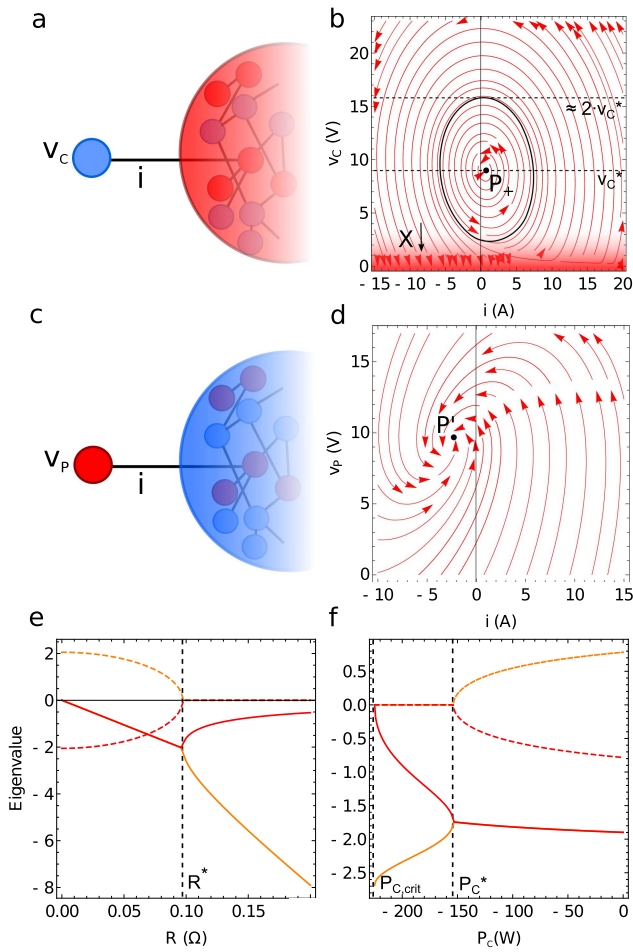 a
v_C
i
b
v_C (V)
20
15
10
5
0
≈ 2·v_C*
P_+
v_C*
X
- 15 - 10 - 5 0 5 10 15 20
i (A)
c
v_P
i
d
v_P (V)
15
10
5
0
P'
- 10 - 5 0 5 10 15
i (A)
e
Eigenvalue
2
0
- 2
- 4
- 6
- 8
R*
0.00 0.05 0.10 0.15
R (Ω)
f
0.5
0.0
- 0.5
- 1.0
- 1.5
- 2.0
- 2.5
P_C,crit
P_C*
- 200 - 100 0
P_C(W)